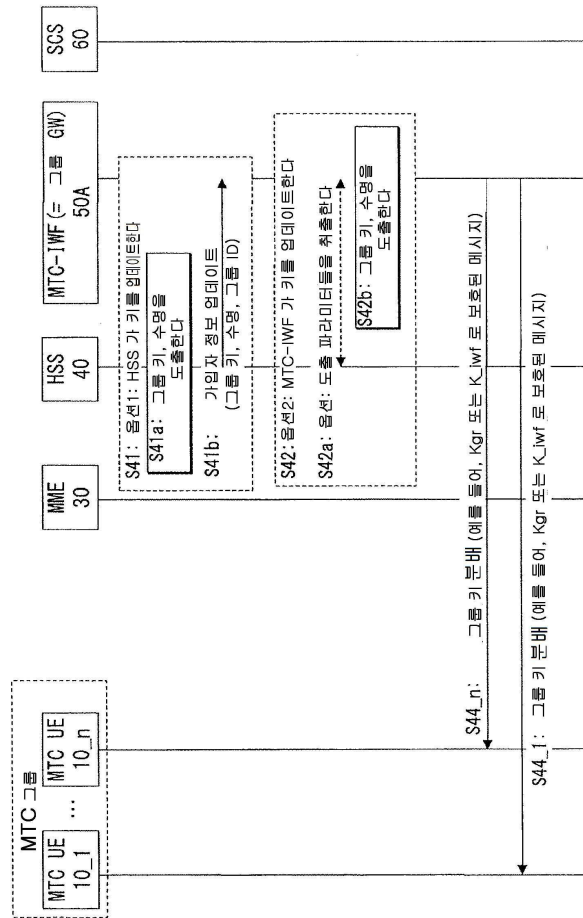 MTC 그룹
MTC UE
10_1
...
MTC UE
10_n
MME
30
HSS
40
MTC-IWF (= 그룹 GW)
50A
SCS
60
S41: 옵션1: HSS 가 키를 업데이트한다
S41a: 그룹 키, 수명을
도출한다
S41b: 가입자 정보 업데이트
(그룹 키, 수명, 그룹 ID)
S42: 옵션2: MTC-IWF 가 키를 업데이트한다
S42a: 옵션: 도출 파라미터들을 취출한다
S42b: 그룹 키, 수명을
도출한다
S44_n: 그룹 키 분배 (예를 들어, Kgr 또는 K_iwf 로 보호된 메시지)
S44_1: 그룹 키 분배 (예를 들어, Kgr 또는 K_iwf 로 보호된 메시지)